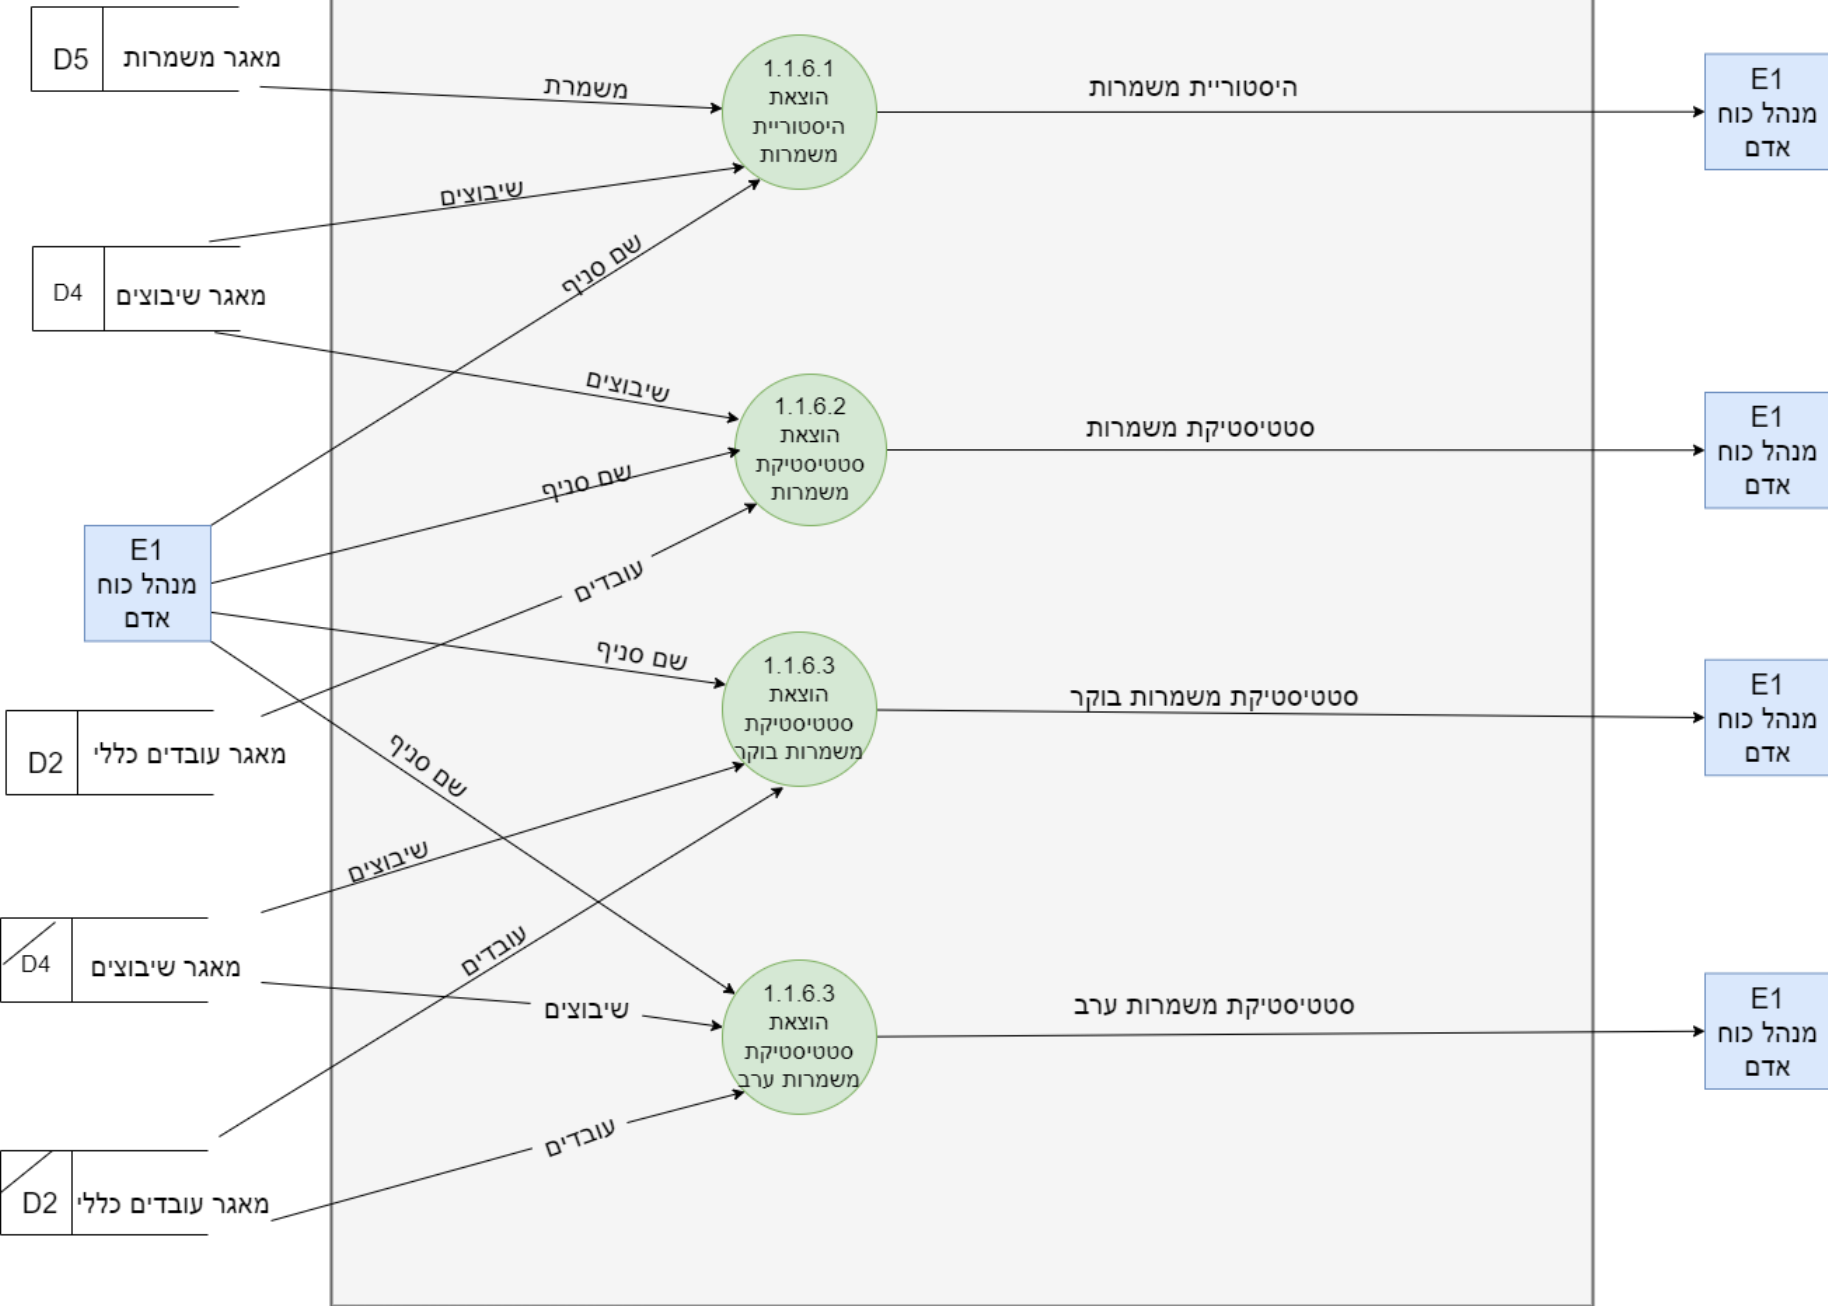 D5
מאגר משמרות
משמרת
1.1.6.1
הוצאת
היסטוריית
משמרות
היסטוריית משמרות
E1
מנהל כוח
אדם
שיבוצים
שם סניף
D4
מאגר שיבוצים
שיבוצים
1.1.6.2
הוצאת
סטטיסטיקת
משמרות
סטטיסטיקת משמרות
E1
מנהל כוח
אדם
שם סניף
E1
מנהל כוח
אדם
עובדים
שם סניף
1.1.6.3
הוצאת
סטטיסטיקת
משמרות בוקר
סטטיסטיקת משמרות בוקר
E1
מנהל כוח
אדם
D2
מאגר עובדים כללי
שם סניף
שיבוצים
עובדים
D4
מאגר שיבוצים
שיבוצים
1.1.6.3
הוצאת
סטטיסטיקת
משמרות ערב
סטטיסטיקת משמרות ערב
E1
מנהל כוח
אדם
עובדים
D2
מאגר עובדים כללי